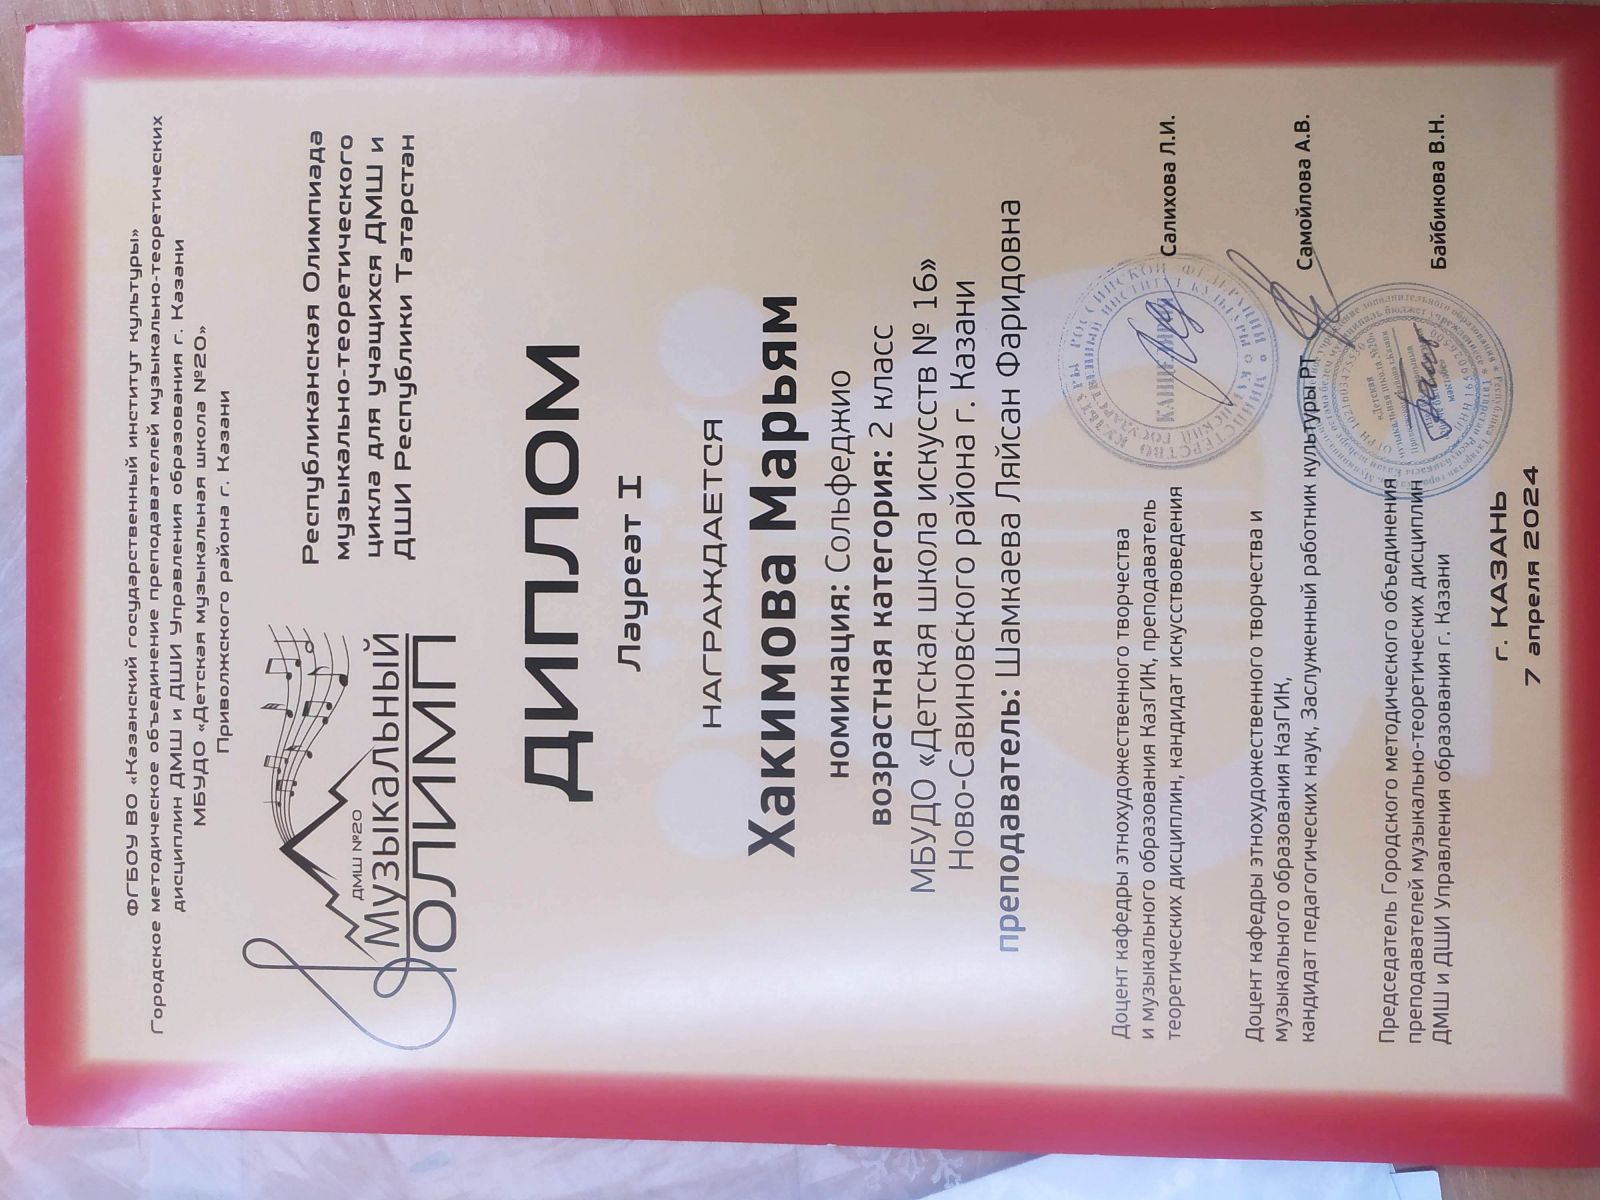 ФГБОУ ВО «Казанский государственный институт культуры»
Городское методическое объединение преподавателей музыкально-теоретических
дисциплин ДМШ и ДШИ Управления образования г. Казани
МБУДО «Детская музыкальная школа №20»
Приволжского района г. Казани
ДМШ №20
Музыкальный
ОЛИМП
Республиканская Олимпиада
музыкально-теоретического
цикла для учащихся ДМШ и
ДШИ Республики Татарстан
ДИПЛОМ
Лауреат I
НАГРАЖДАЕТСЯ
Хакимова Марьям
номинация: Сольфеджио
возрастная категория: 2 класс
МБУДО «Детская школа искусств № 16»
Ново-Савиновского района г. Казани
преподаватель: Шамкаева Ляйсан Фаридовна
Доцент кафедры этнохудожественного творчества
и музыкального образования КазГИК, преподаватель
теоретических дисциплин, кандидат искусствоведения
Салихова Л.И.
КАНЦЕЛЯРИЯ
Доцент кафедры этнохудожественного творчества и
музыкального образования КазГИК,
кандидат педагогических наук, Заслуженный работник культуры РТ
Самойлова А.В.
Председатель Городского методического объединения
преподавателей музыкально-теоретических дисциплин
ДМШ и ДШИ Управления образования г. Казани
Байбикова В.Н.
г. КАЗАНЬ
7 апреля 2024